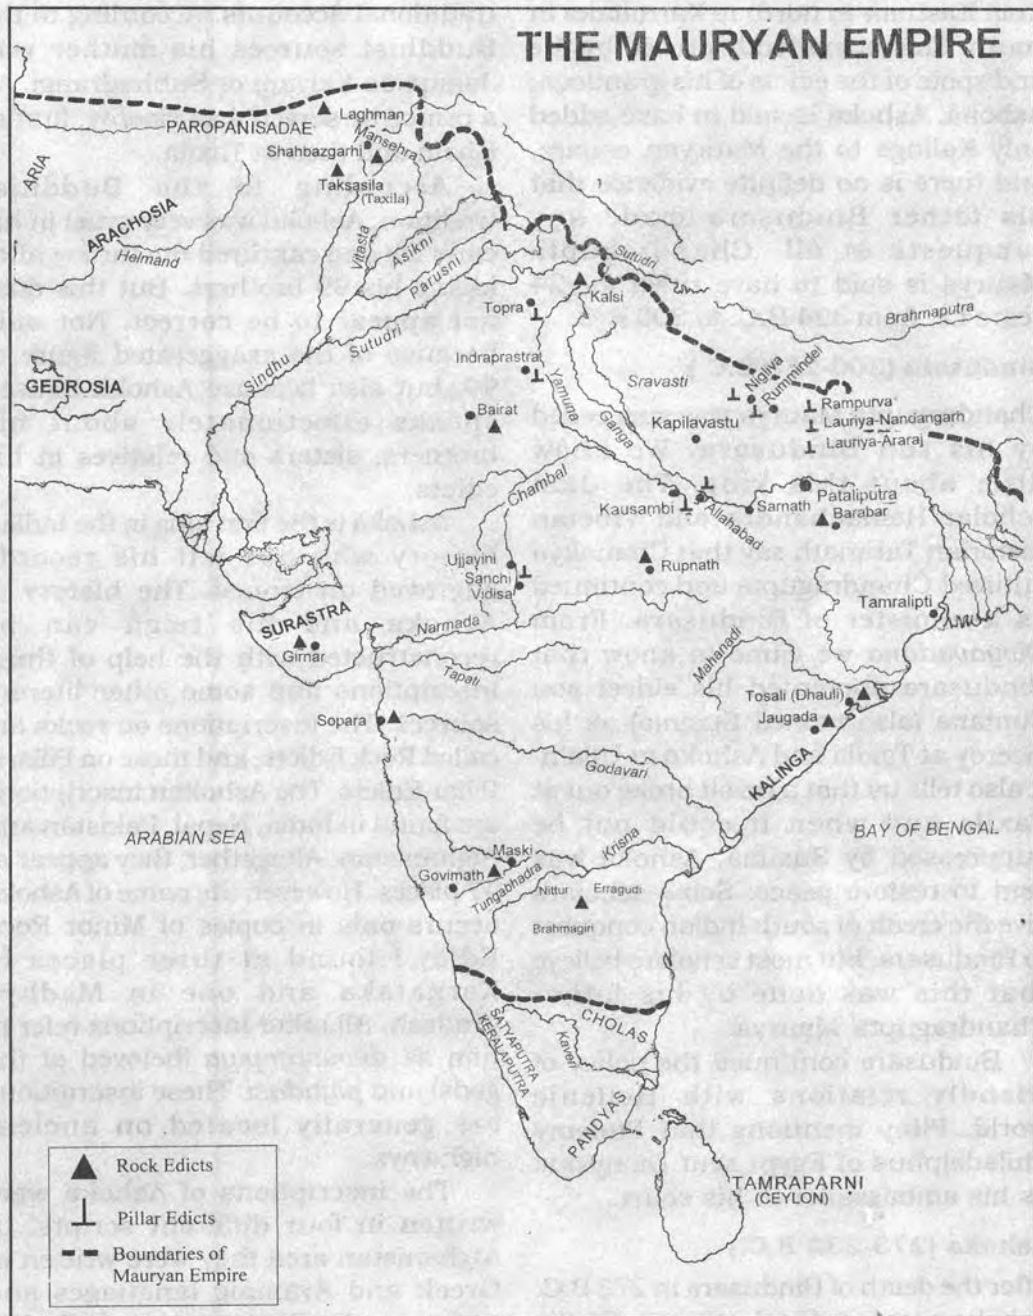 THE MAURYAN EMPIRE
PAROPANISADAE
Laghman
Mansehra
Shahbazgarhi
Taksasila
(Taxila)
ARIA
ARACHOSIA
Helmand
Vitasta
Asikni
Parusni
Sutudri
Sutudri
Kalsi
Topra
Brahmaputra
Indraprastra
GEDROSIA
Sindhu
Sravasti
Nigliva
Rummindei
Yamuna
Ganga
Bairat
Kapilavastu
Rampurva
Lauriya-Nandangarh
Lauriya-Araraj
Chambal
Kausambi
Allahabad
Sarnath
Pataliputra
Barabar
Ujjayini
Sanchi
Vidisa
Rupnath
Tamralipti
SURASTRA
Narmada
Girnar
Tapati
Mahanadi
Sopara
Tosali (Dhauli)
Jaugada
Godavari
KALINGA
ARABIAN SEA
BAY OF BENGAL
Maski
Krisna
Govimath
Tungabhadra
Nittur
Erragudi
Brahmagiri
CHOLAS
SATYAPUTRA
KERALAPUTRA
Kaveri
PANDYAS
TAMRAPARNI
(CEYLON)
Rock Edicts
Pillar Edicts
Boundaries of
Mauryan Empire